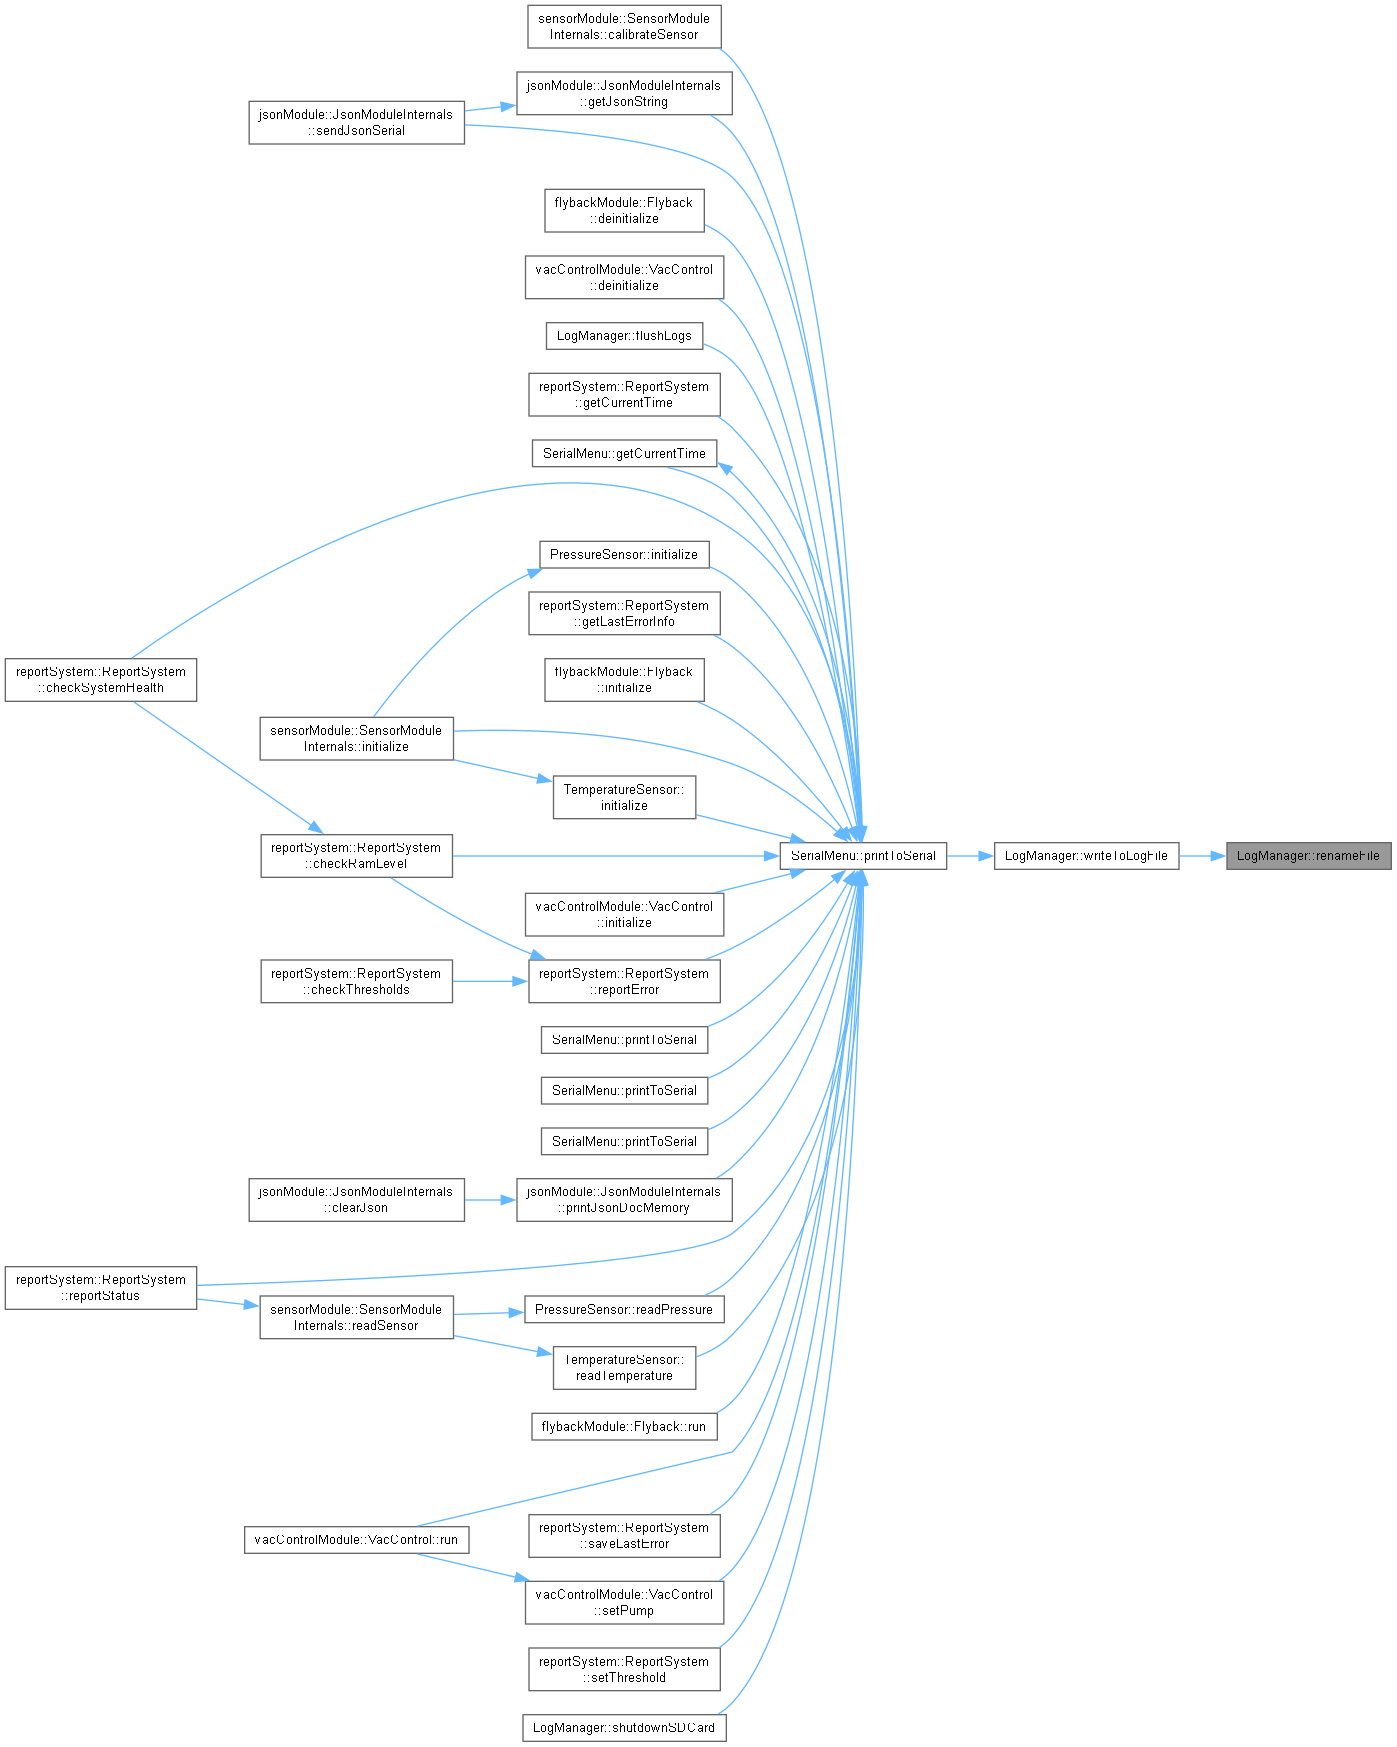 sensorModule::SensorModule
Internals::calibrateSensor
jsonModule::JsonModuleInternals
::getJsonString
jsonModule::JsonModuleInternals
::sendJsonSerial
flybackModule::Flyback
::deinitialize
vacControlModule::VacControl
::deinitialize
LogManager::flushLogs
reportSystem::ReportSystem
::getCurrentTime
SerialMenu::getCurrentTime
PressureSensor::initialize
reportSystem::ReportSystem
::getLastErrorInfo
reportSystem::ReportSystem
::checkSystemHealth
flybackModule::Flyback
::initialize
sensorModule::SensorModule
Internals::initialize
TemperatureSensor::
initialize
reportSystem::ReportSystem
::checkRamLevel
SerialMenu::printToSerial
LogManager::writeToLogFile
LogManager::renameFile
vacControlModule::VacControl
::initialize
reportSystem::ReportSystem
::checkThresholds
reportSystem::ReportSystem
::reportError
SerialMenu::printToSerial
SerialMenu::printToSerial
SerialMenu::printToSerial
jsonModule::JsonModuleInternals
::clearJson
jsonModule::JsonModuleInternals
::printJsonDocMemory
reportSystem::ReportSystem
::reportStatus
sensorModule::SensorModule
Internals::readSensor
PressureSensor::readPressure
TemperatureSensor::
readTemperature
flybackModule::Flyback::run
reportSystem::ReportSystem
::saveLastError
vacControlModule::VacControl::run
vacControlModule::VacControl
::setPump
reportSystem::ReportSystem
::setThreshold
LogManager::shutdownSDCard